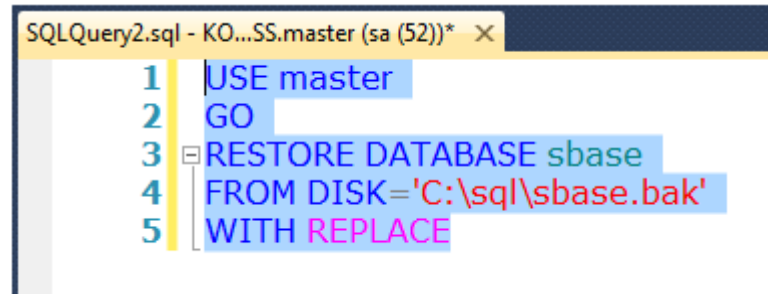 SQLQuery2.sql - KO...SS.master (sa (52))* ×
1 USE master
2 GO
3 RESTORE DATABASE sbase
4 FROM DISK='C:\sql\sbase.bak'
5 WITH REPLACE